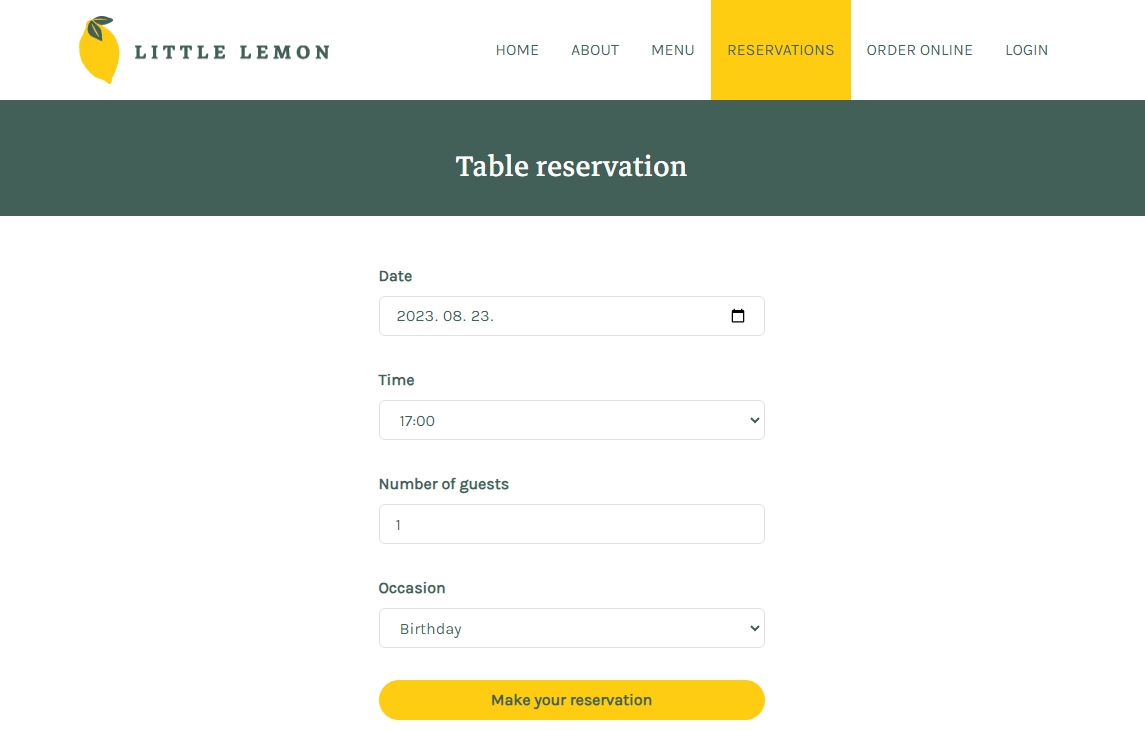 LITTLE LEMON
HOME ABOUT MENU RESERVATIONS ORDER ONLINE LOGIN
Table reservation
Date
2023. 08. 23.
Time
17:00
Number of guests
1
Occasion
Birthday
Make your reservation